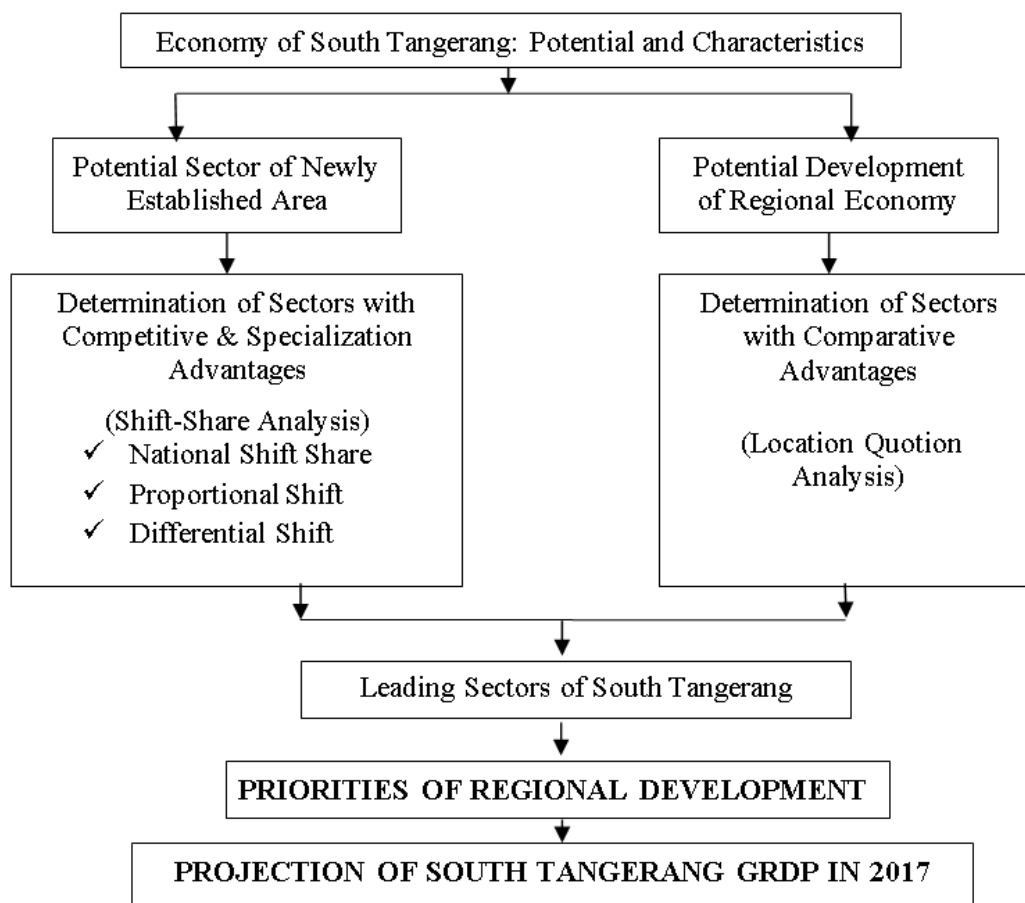 Economy of South Tangerang: Potential and Characteristics
Potential Sector of Newly
Established Area
Potential Development
of Regional Economy
Determination of Sectors with
Competitive & Specialization
Advantages
(Shift-Share Analysis)
✓ National Shift Share
✓ Proportional Shift
✓ Differential Shift
Determination of Sectors
with Comparative
Advantages
(Location Quotion
Analysis)
Leading Sectors of South Tangerang
PRIORITIES OF REGIONAL DEVELOPMENT
PROJECTION OF SOUTH TANGERANG GRDP IN 2017